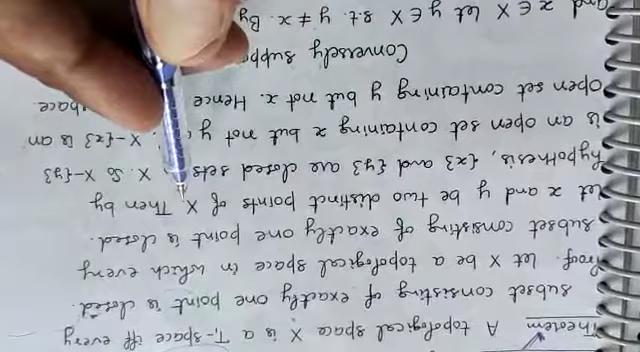 Theorem A topological space X is a T₁-space iff every
subset consisting of exactly one point is closed.
Proof. Let X be a topological space in which every
subset consisting of exactly one point is closed.
Let x and y be two distinct points of X Then by
hypothesis, {x} and {y} are closed sets X. So X-{y}
is an open set containing x but not y X-{x} is an
open set containing y but not x. Hence
Conversely
and x ∈ X let y ∈ X s.t. y ≠ x. By